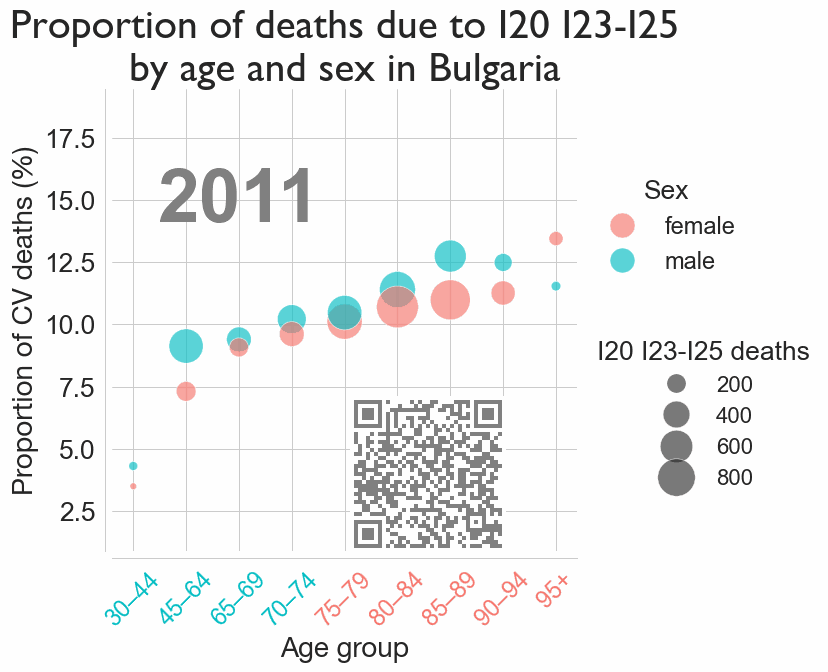 Proportion of deaths due to I20 I23-I25
by age and sex in Bulgaria
Proportion of CV deaths (%)
17.5
15.0
12.5
10.0
7.5
5.0
2.5
2011
30–44
45–64
65–69
70–74
75–79
80–84
85–89
90–94
95+
Age group
Sex
female
male
I20 I23-I25 deaths
200
400
600
800